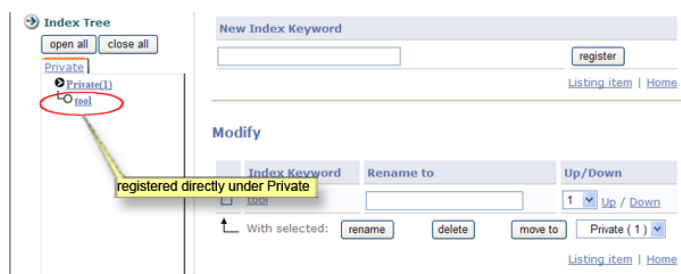 Index Tree
open all close all
Private
Private(1)
tool
New Index Keyword
register
Listing item | Home
Modify
Index Keyword Rename to Up/Down
registered directly under Private
tool 1 Up / Down
With selected: rename delete move to Private ( 1 )
Listing item | Home